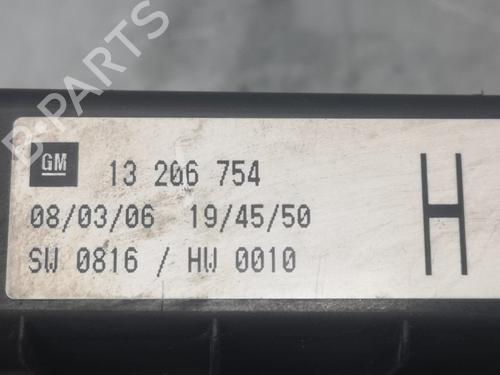 B-PARTS
GM 13 206 754
08/03/06 19/45/50
SW 0816 / HW 0010
H